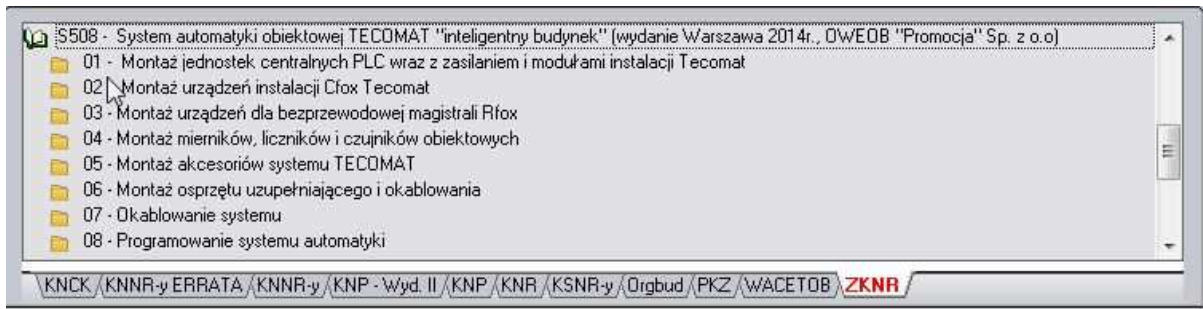 S508 - System automatyki obiektowej TECOMAT "inteligentny budynek" (wydanie Warszawa 2014r., OWEOB "Promocja" Sp. z o.o)
01 - Montaż jednostek centralnych PLC wraz z zasilaniem i modułami instalacji Tecomat
02 - Montaż urządzeń instalacji Cfox Tecomat
03 - Montaż urządzeń dla bezprzewodowej magistrali Rfox
04 - Montaż mierników, liczników i czujników obiektowych
05 - Montaż akcesoriów systemu TECOMAT
06 - Montaż osprzętu uzupełniającego i okablowania
07 - Okablowanie systemu
08 - Programowanie systemu automatyki
KNCK / KNNR-y ERRATA / KNNR-y / KNP - Wyd. II / KNP / KNR / KSNR-y / Orgbud / PKZ / WACETOB \ ZKNR /